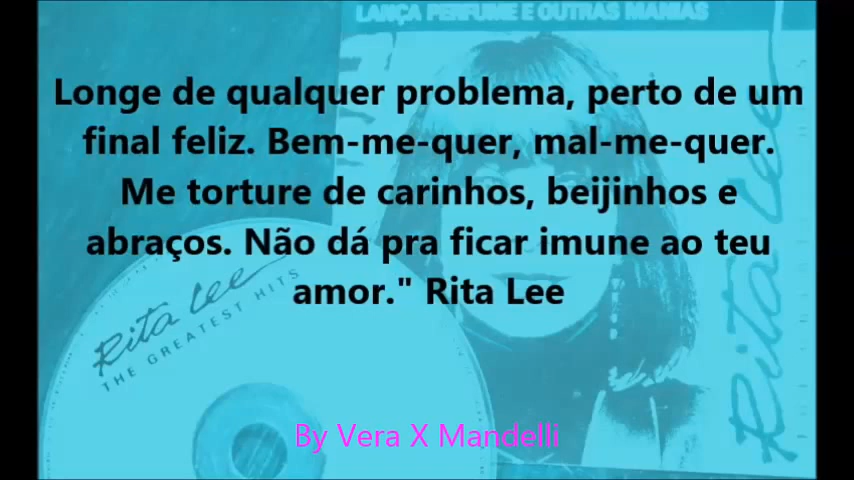 LANÇA PERFUME E OUTRAS MANIAS
Longe de qualquer problema, perto de um
final feliz. Bem-me-quer, mal-me-quer.
Me torture de carinhos, beijinhos e
abraços. Não dá pra ficar imune ao teu
amor." Rita Lee
Rita Lee
THE GREATEST HITS
Rita Lee
By Vera X Mandelli